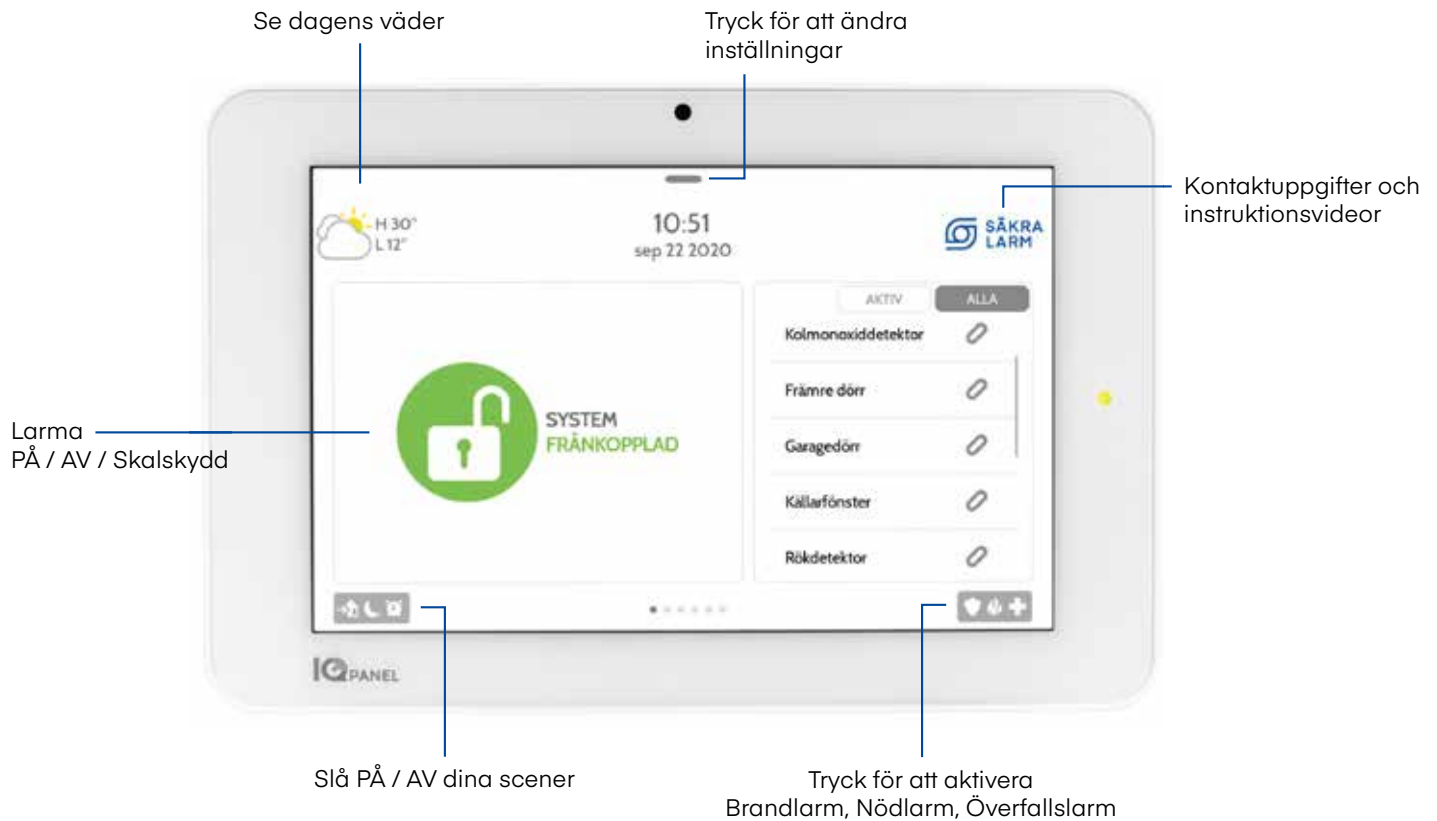 Se dagens väder
Tryck för att ändra
inställningar
Kontaktuppgifter och
instruktionsvideor
H 30°
L 12°
10:51
sep 22 2020
SÄKRA
LARM
AKTIV
ALLA
Kolmonoxiddetektor
Främre dörr
Garagedörr
Källarfönster
Rökdetektor
SYSTEM
FRÅNKOPPLAD
Larma
PÅ / AV / Skalskydd
IQ PANEL
Slå PÅ / AV dina scener
Tryck för att aktivera
Brandlarm, Nödlarm, Överfallslarm